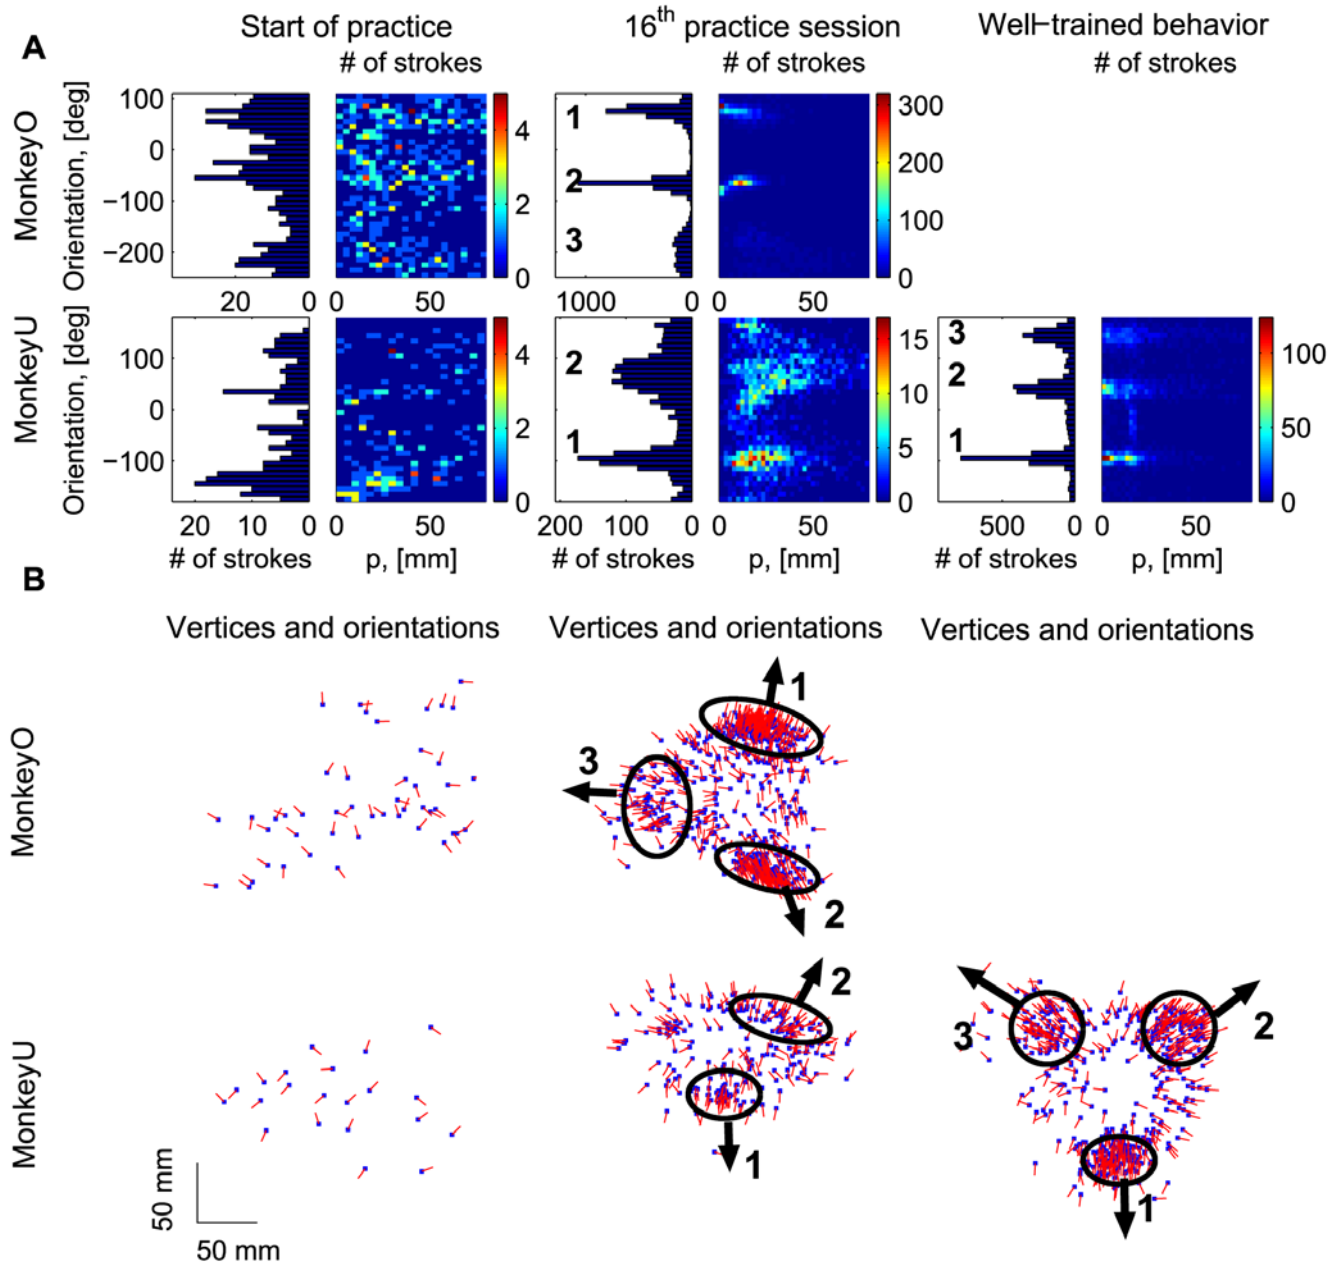 A
Start of practice
16th practice session
Well-trained behavior
# of strokes
# of strokes
# of strokes
MonkeyO
Orientation, [deg]
100
0
−100
−200
20
0
0
50
4
2
0
1
2
3
1000
0
0
50
300
200
100
0
MonkeyU
Orientation, [deg]
100
0
−100
20
10
0
# of strokes
0
50
p, [mm]
4
2
0
2
1
200
100
0
# of strokes
0
50
p, [mm]
15
10
5
0
3
2
1
500
0
# of strokes
0
50
p, [mm]
100
50
0
B
Vertices and orientations
Vertices and orientations
Vertices and orientations
MonkeyO
1
3
2
MonkeyU
2
1
3
2
1
50 mm
50 mm